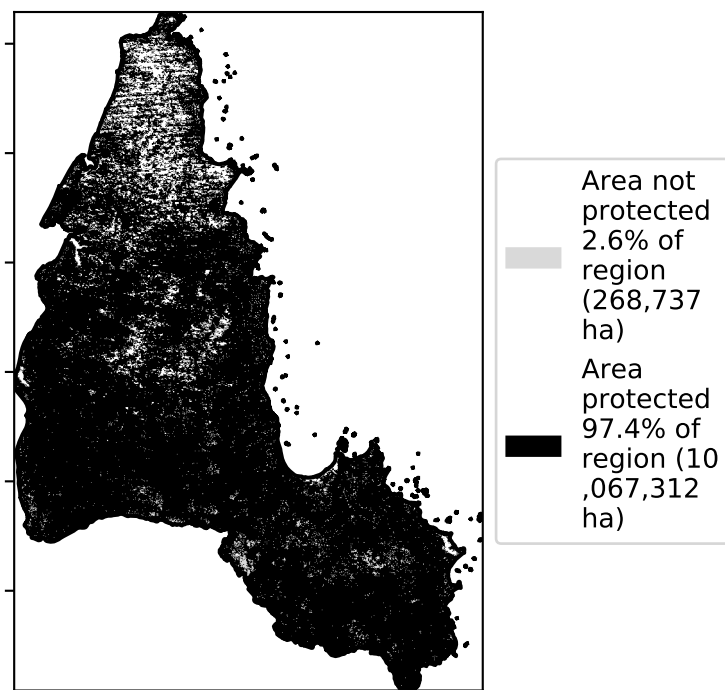 Area not
protected
2.6% of
region
(268,737
ha)
Area
protected
97.4% of
region (10
,067,312
ha)